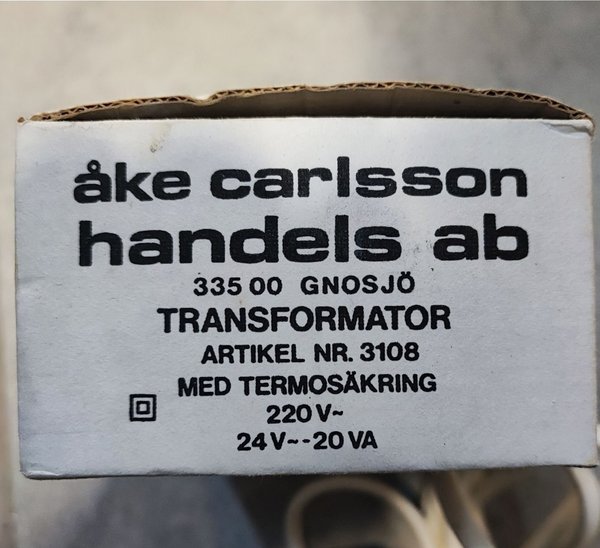 åke carlsson
handels ab
335 00 GNOSJÖ
TRANSFORMATOR
ARTIKEL NR. 3108
MED TERMOSÄKRING
220 V~
24 V~-20 VA